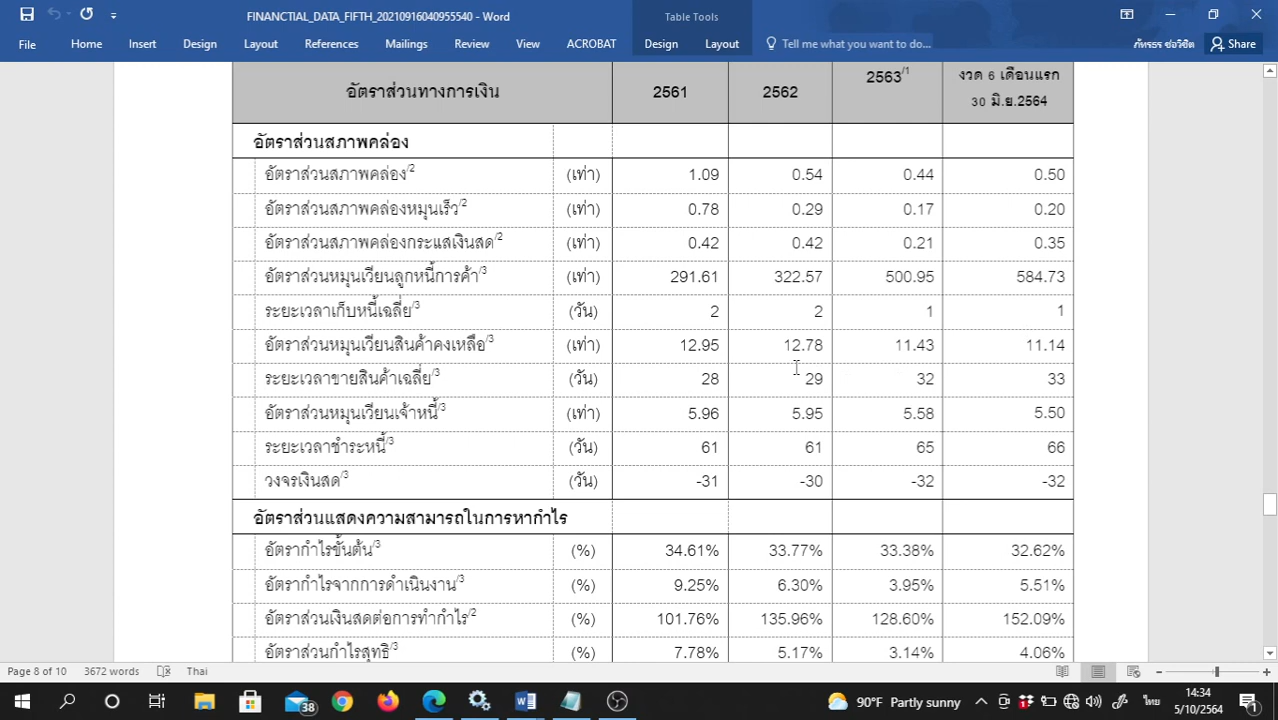 FINANCTIAL_DATA_FIFTH_20210916040955540 - Word
Table Tools
File Home Insert Design Layout References Mailings Review View ACROBAT Design Layout Tell me what you want to do... ภัทรธร ช่อวิชิต Share
อัตราส่วนทางการเงิน 2561 2562 2563/1 งวด 6 เดือนแรก
30 มิ.ย.2564
อัตราส่วนสภาพคล่อง
อัตราส่วนสภาพคล่อง/2 (เท่า) 1.09 0.54 0.44 0.50
อัตราส่วนสภาพคล่องหมุนเร็ว/2 (เท่า) 0.78 0.29 0.17 0.20
อัตราส่วนสภาพคล่องกระแสเงินสด/2 (เท่า) 0.42 0.42 0.21 0.35
อัตราส่วนหมุนเวียนลูกหนี้การค้า/3 (เท่า) 291.61 322.57 500.95 584.73
ระยะเวลาเก็บหนี้เฉลี่ย/3 (วัน) 2 2 1 1
อัตราส่วนหมุนเวียนสินค้าคงเหลือ/3 (เท่า) 12.95 12.78 11.43 11.14
ระยะเวลาขายสินค้าเฉลี่ย/3 (วัน) 28 29 32 33
อัตราส่วนหมุนเวียนเจ้าหนี้/3 (เท่า) 5.96 5.95 5.58 5.50
ระยะเวลาชำระหนี้/3 (วัน) 61 61 65 66
วงจรเงินสด/3 (วัน) -31 -30 -32 -32
อัตราส่วนแสดงความสามารถในการหากำไร
อัตรากำไรขั้นต้น/3 (%) 34.61% 33.77% 33.38% 32.62%
อัตรากำไรจากการดำเนินงาน/3 (%) 9.25% 6.30% 3.95% 5.51%
อัตราส่วนเงินสดต่อการทำกำไร/2 (%) 101.76% 135.96% 128.60% 152.09%
อัตราส่วนกำไรสุทธิ/3 (%) 7.78% 5.17% 3.14% 4.06%
Page 8 of 10 3672 words Thai
38 90°F Partly sunny ไทย 14:34
5/10/2564 1